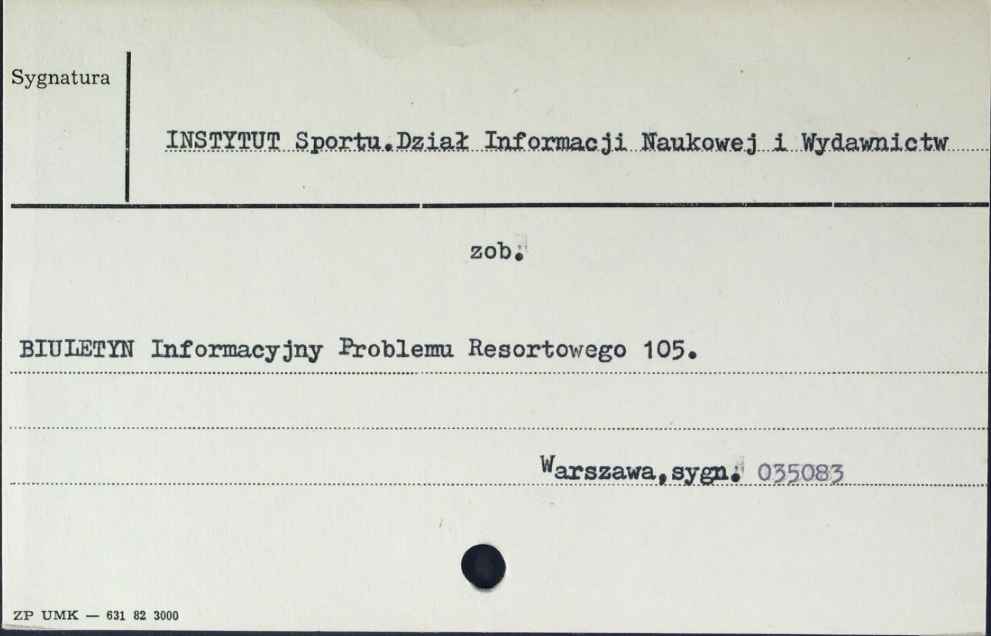 Sygnatura
INSTYTUT Sportu.Dział Informacji Naukowej i Wydawnictw
zob.
BIULETYN Informacyjny Problemu Resortowego 105.
Warszawa,sygn. 035083
ZP UMK — 631 82 3000